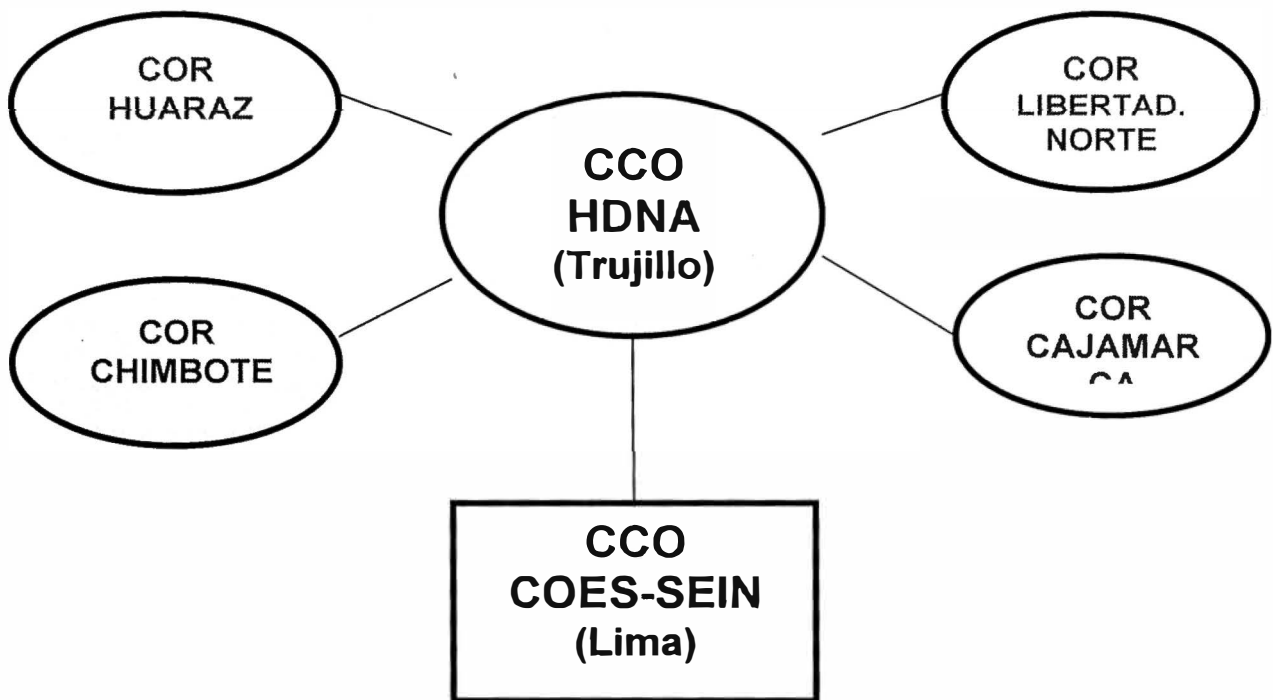 COR
HUARAZ
COR
LIBERTAD.
NORTE
CCO
HDNA
(Trujillo)
COR
CHIMBOTE
COR
CAJAMAR
CCO
COES-SEIN
(Lima)